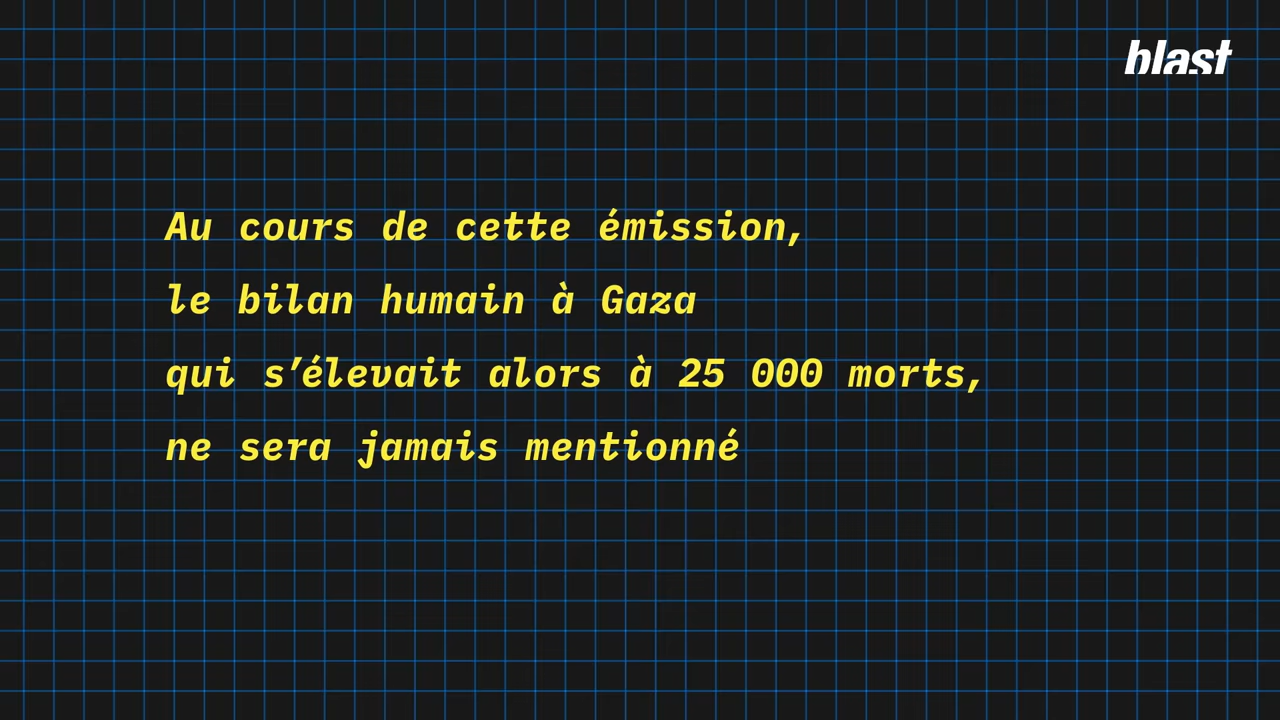 blast
Au cours de cette émission,
le bilan humain à Gaza
qui s’élevait alors à 25 000 morts,
ne sera jamais mentionné